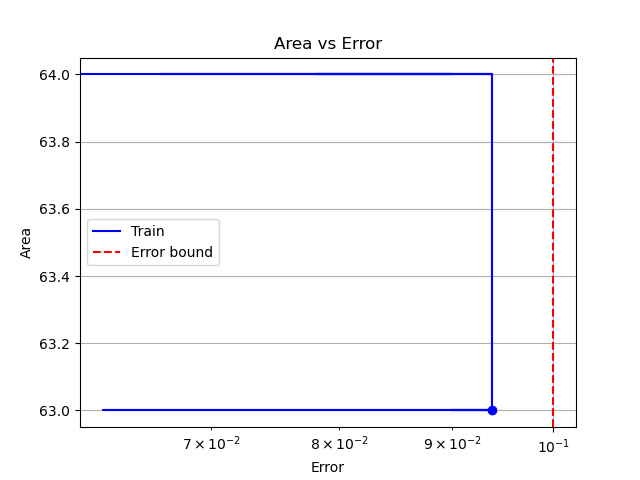 Area vs Error
Area
64.0
63.8
63.6
63.4
63.2
63.0
Train
Error bound
7 × 10⁻²
8 × 10⁻²
9 × 10⁻²
10⁻¹
Error